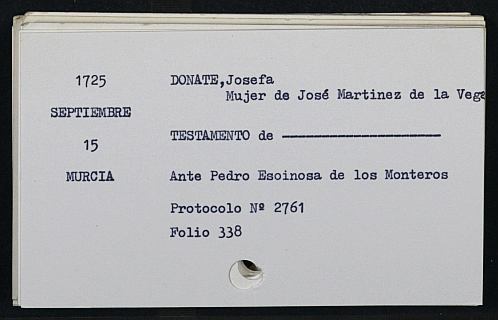 1725 DONATE,Josefa
Mujer de José Martinez de la Vega
SEPTIEMBRE
15 TESTAMENTO de --------------------
MURCIA Ante Pedro Esoinosa de los Monteros
Protocolo Nº 2761
Folio 338